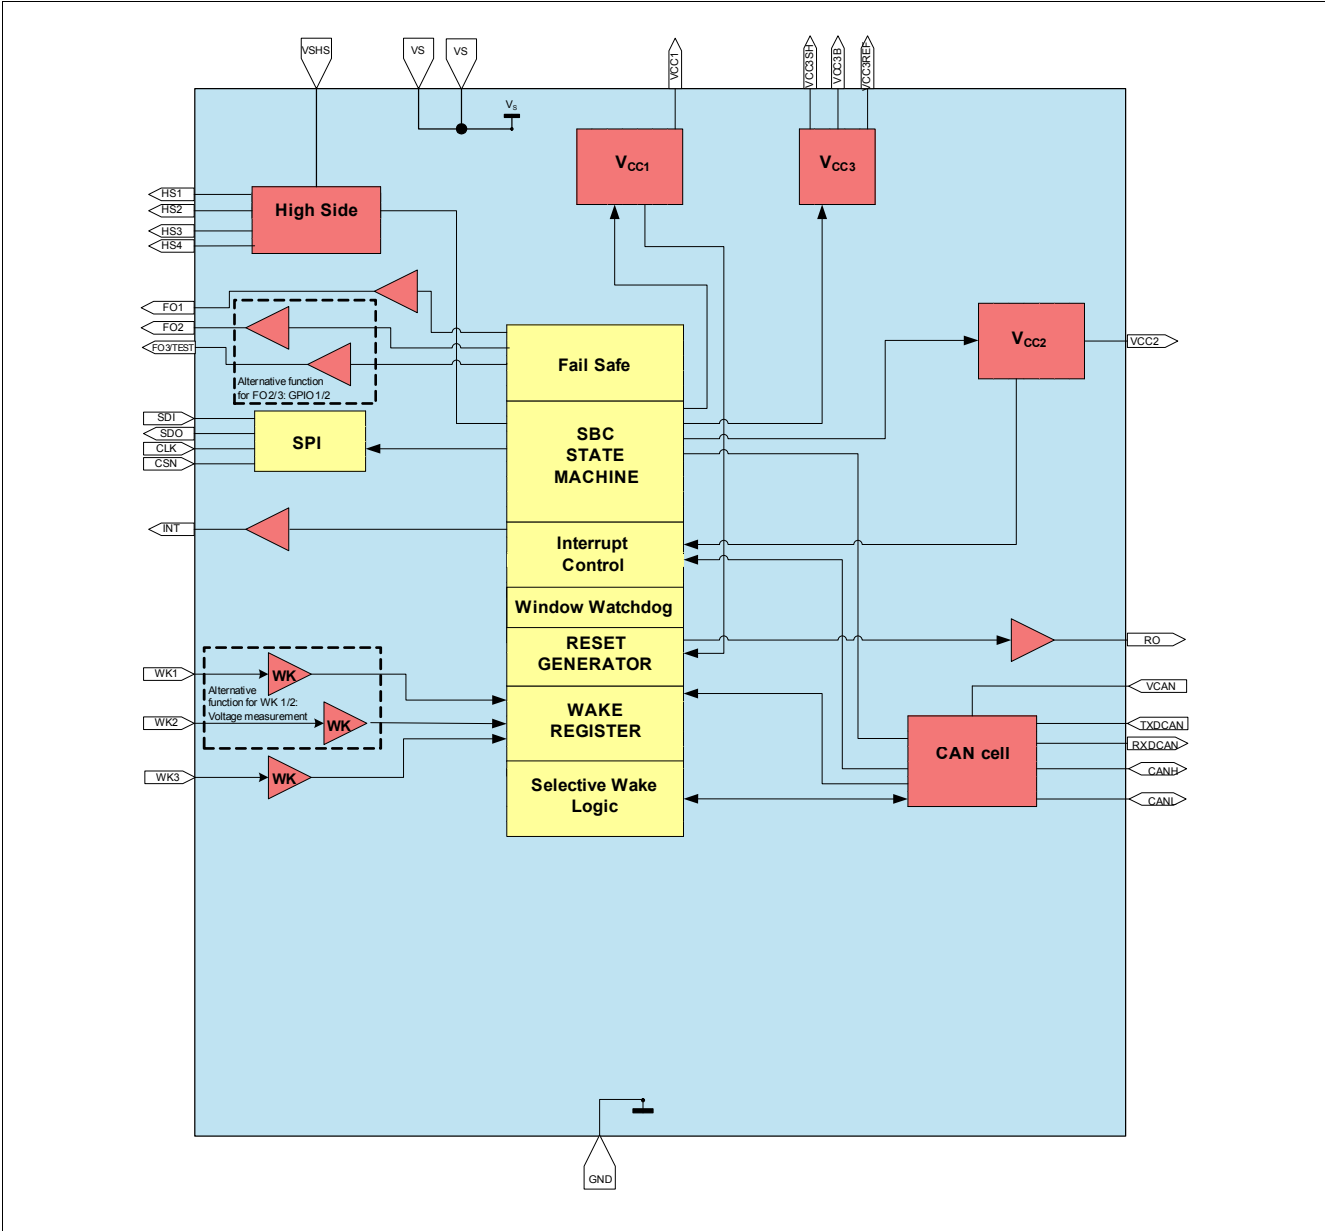 VSHS
VS
VS
VCC1
VCC3SH
VCC3B
VCC3REF
VS
VCC1
VCC3
HS1
HS2
HS3
HS4
High Side
FO1
FO2
FO3/TEST
Alternative function
for FO2/3: GPIO1/2
Fail Safe
VCC2
VCC2
SDI
SDO
CLK
CSN
SPI
SBC
STATE
MACHINE
INT
Interrupt
Control
Window Watchdog
RESET
GENERATOR
RO
WK1
WK
Alternative
function for WK 1/2:
Voltage measurement
WK2
WK
WK3
WK
WAKE
REGISTER
Selective Wake
Logic
CAN cell
VCAN
TXDCAN
RXDCAN
CANH
CANL
GND